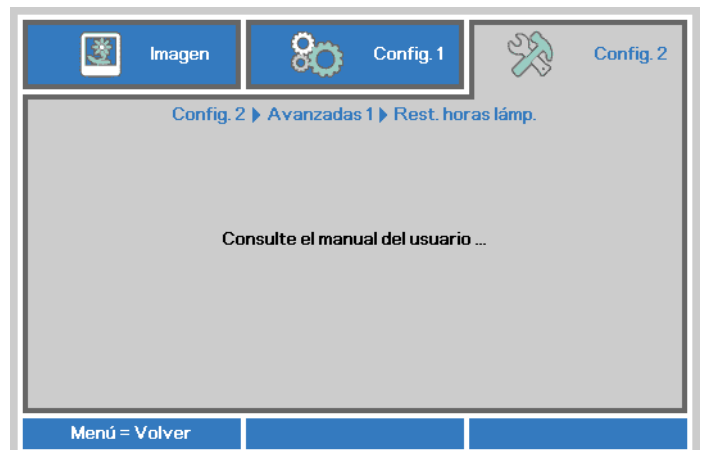 Imagen
Config. 1
Config. 2
Config. 2 Avanzadas 1 Rest. horas lámp.
Consulte el manual del usuario ...
Menú = Volver